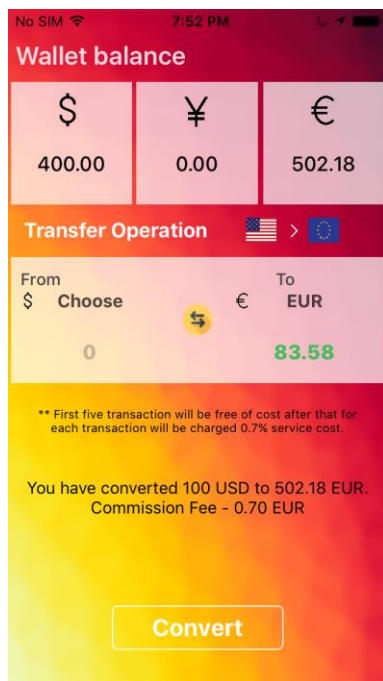 No SIM 7:52 PM
Wallet balance
$ ¥ €
400.00 0.00 502.18
Transfer Operation >
From To
$ Choose € EUR
0 83.58
** First five transaction will be free of cost after that for
each transaction will be charged 0.7% service cost.
You have converted 100 USD to 502.18 EUR.
Commission Fee - 0.70 EUR
Convert